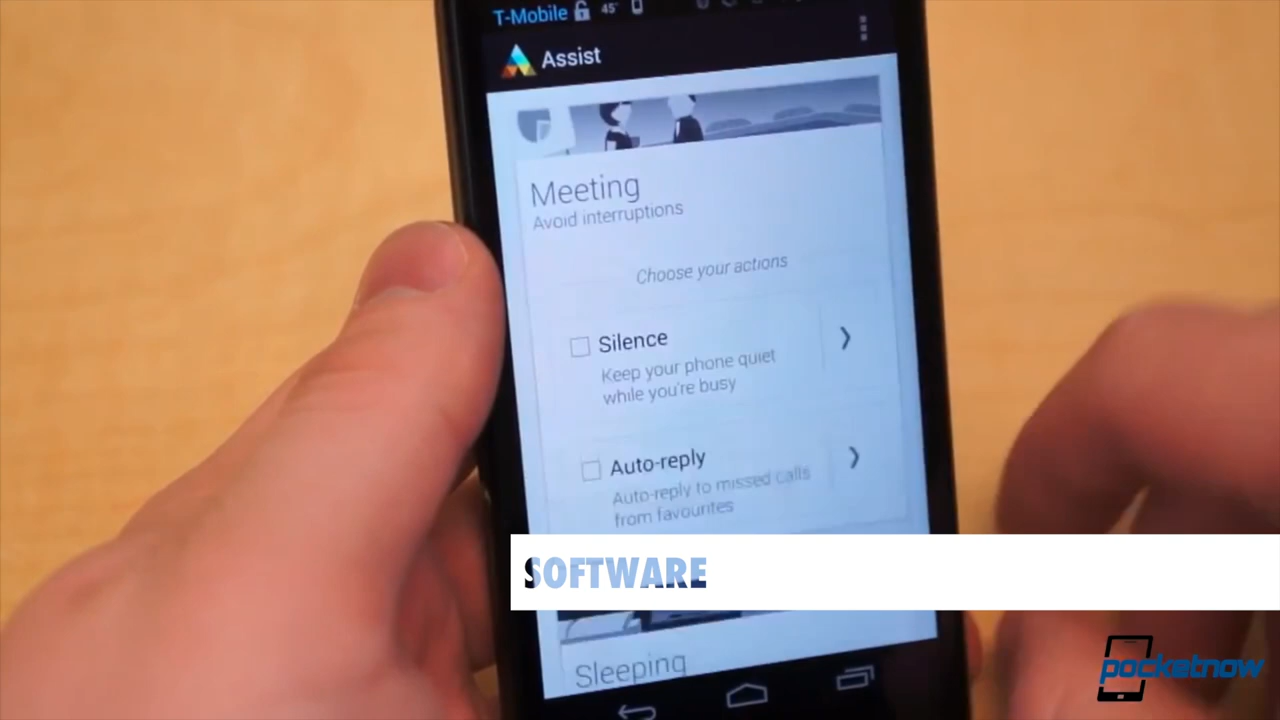 T-Mobile 45°
Assist
Meeting
Avoid interruptions
Choose your actions
Silence
Keep your phone quiet
while you're busy
Auto-reply
Auto-reply to missed calls
from favourites
SOFTWARE
Sleeping
pocketnow